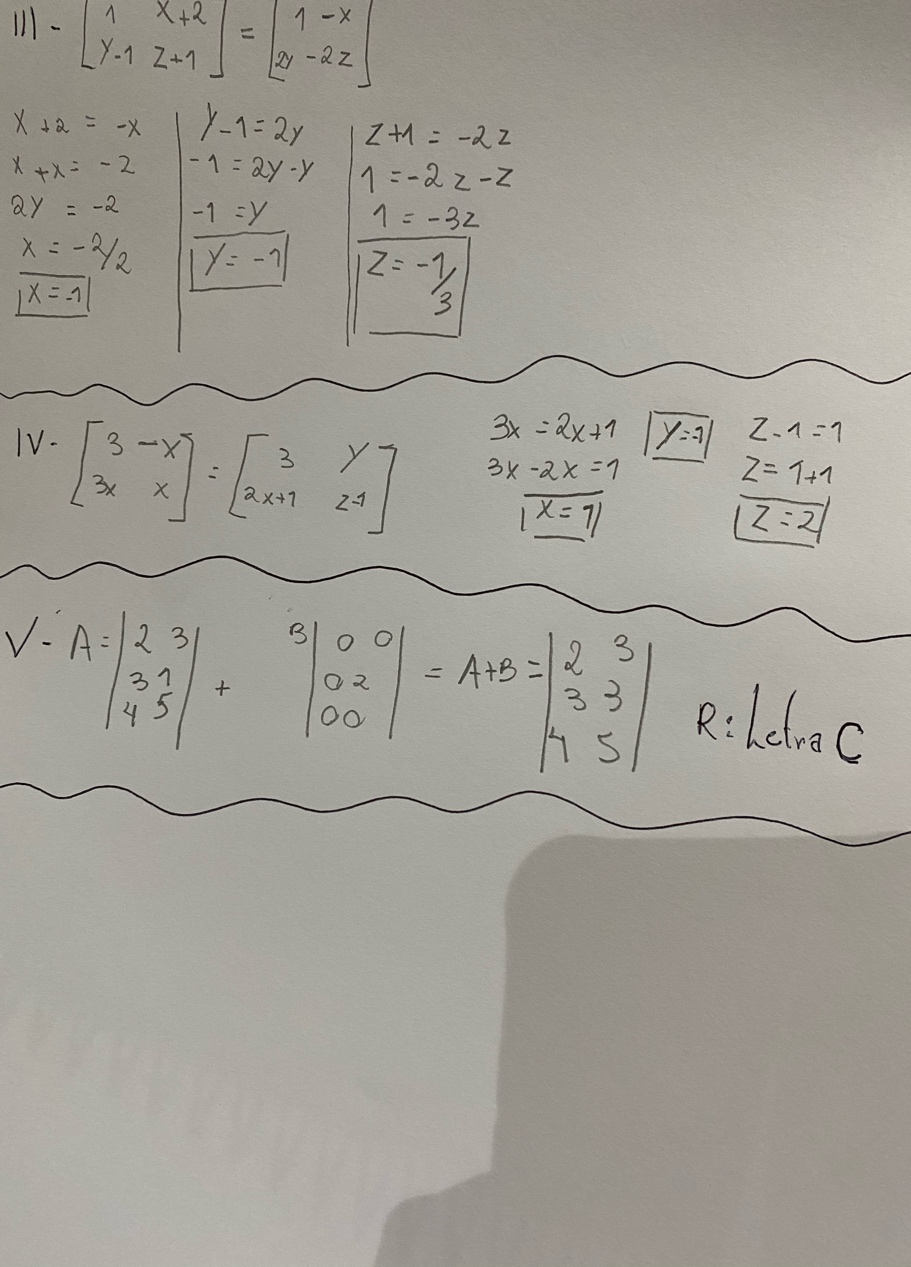 III - [1 x+2] = [1 -x]
[y-1 z+1] [2y -2z]
x+2 = -x
x+x = -2
2y = -2
x = -2/2
x = -1
y-1 = 2y
-1 = 2y-y
-1 = y
y = -1
z+1 = -2z
1 = -2z-z
1 = -3z
z = -1/3
IV- [3 -x] = [3 y]
[3x x] [2x+1 z-1]
3x = 2x+1
3x-2x = 1
x = 1
y=-1
z-1 = 1
z = 1+1
z = 2
V- A = |2 3| + B |0 0| = A+B = |2 3|
|3 1| |0 2| |3 3|
|4 5| |0 0| |4 5|
R: Letra C